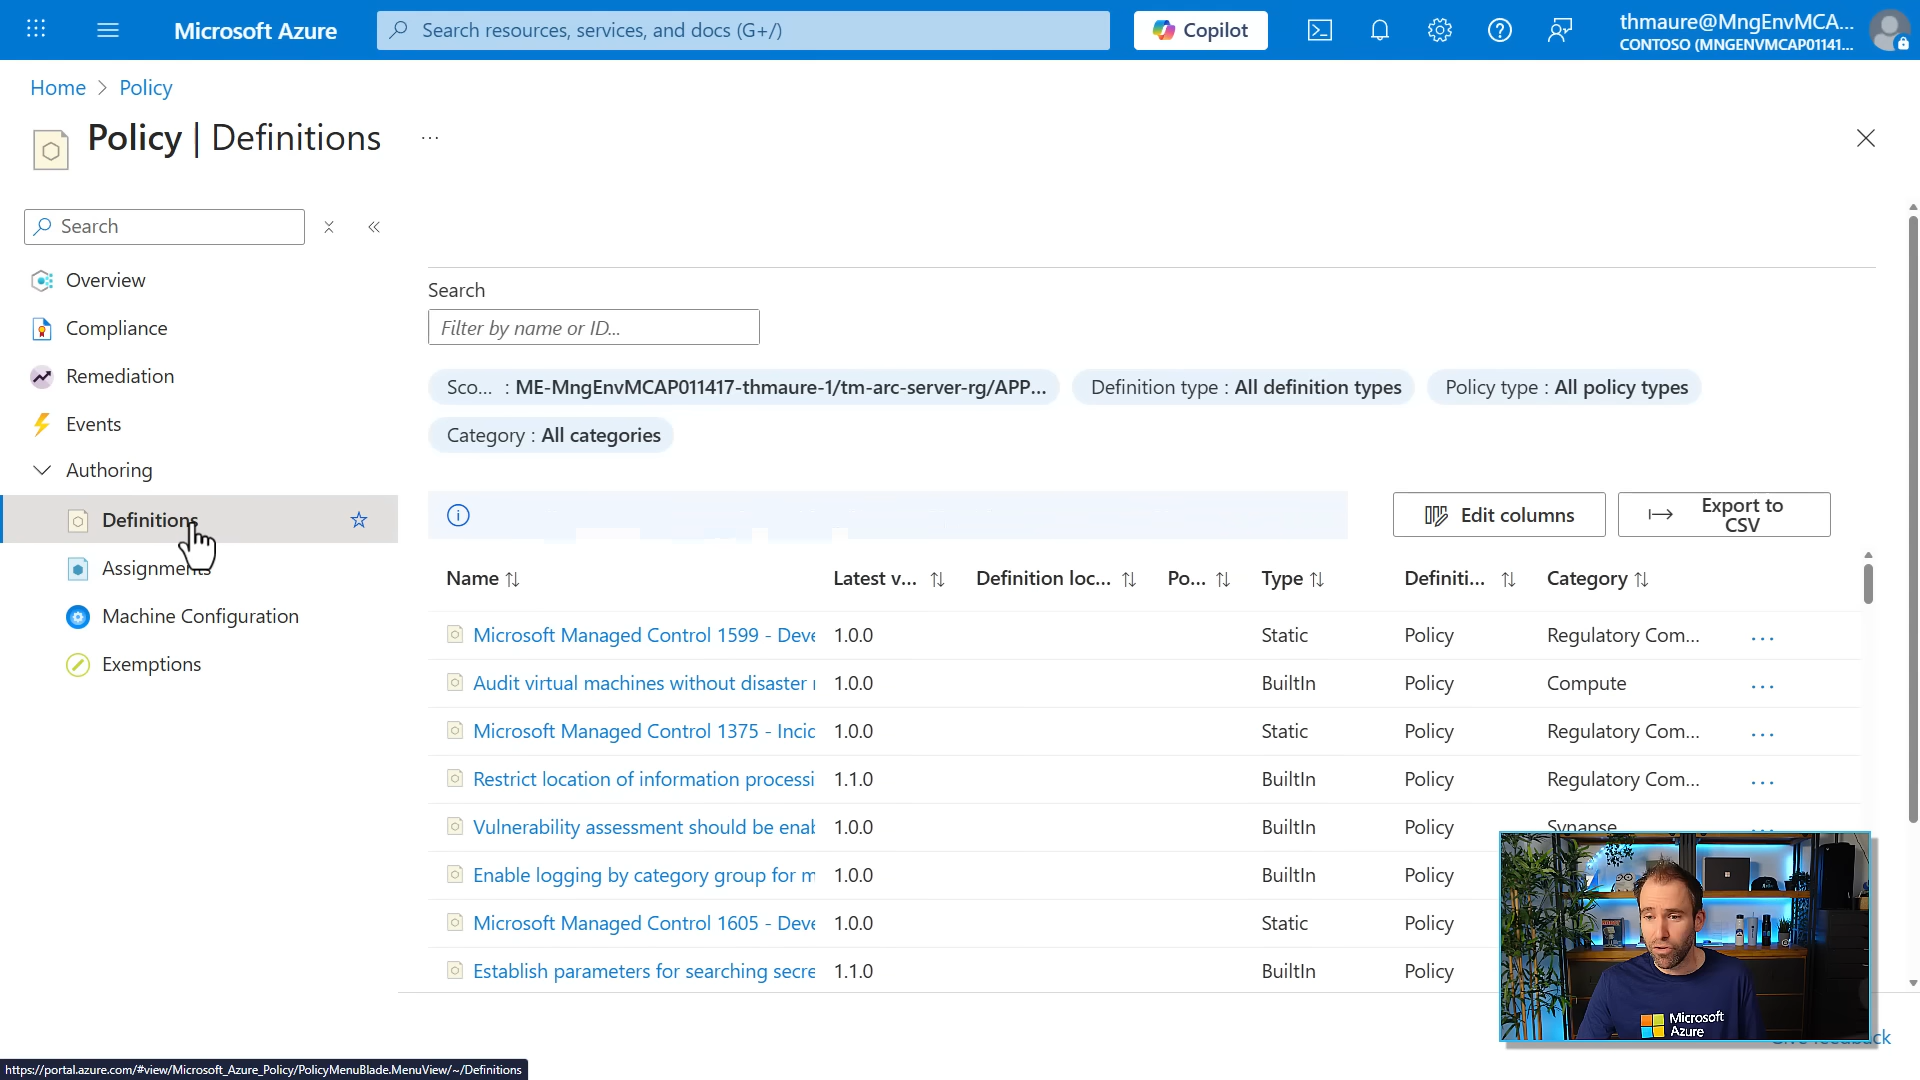 Microsoft Azure
Search resources, services, and docs (G+/)
Copilot
thmaure@MngEnvMCA...
CONTOSO (MNGENVMCAP01141...
Home > Policy
Policy | Definitions ...
Search
Overview
Compliance
Remediation
Events
Authoring
Definitions
Assignments
Machine Configuration
Exemptions
Search
Filter by name or ID...
Sco... : ME-MngEnvMCAP011417-thmaure-1/tm-arc-server-rg/APP...
Definition type : All definition types
Policy type : All policy types
Category : All categories
Edit columns
Export to
CSV
Name Latest v... Definition loc... Po... Type Definiti... Category
Microsoft Managed Control 1599 - Deve 1.0.0 Static Policy Regulatory Com... ...
Audit virtual machines without disaster 1.0.0 BuiltIn Policy Compute ...
Microsoft Managed Control 1375 - Incic 1.0.0 Static Policy Regulatory Com... ...
Restrict location of information processi 1.1.0 BuiltIn Policy Regulatory Com... ...
Vulnerability assessment should be enab 1.0.0 BuiltIn Policy Synapse
Enable logging by category group for m 1.0.0 BuiltIn Policy
Microsoft Managed Control 1605 - Deve 1.0.0 Static Policy
Establish parameters for searching secre 1.1.0 BuiltIn Policy
Microsoft
Azure
https://portal.azure.com/#view/Microsoft_Azure_Policy/PolicyMenuBlade.MenuView/~/Definitions